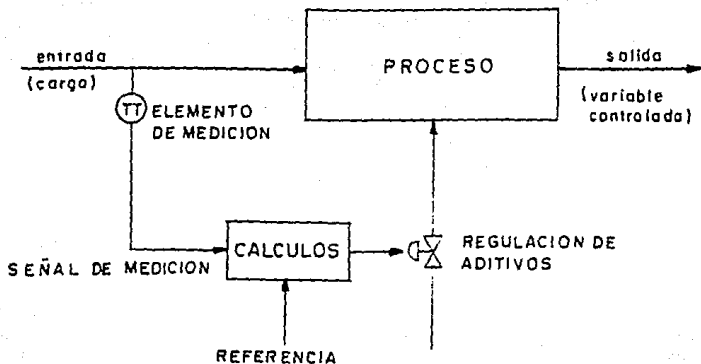 entrada
(carga)
PROCESO
salida
(variable
controlada)
TT
ELEMENTO
DE MEDICION
SEÑAL DE MEDICION
CALCULOS
REGULACION DE
ADITIVOS
REFERENCIA